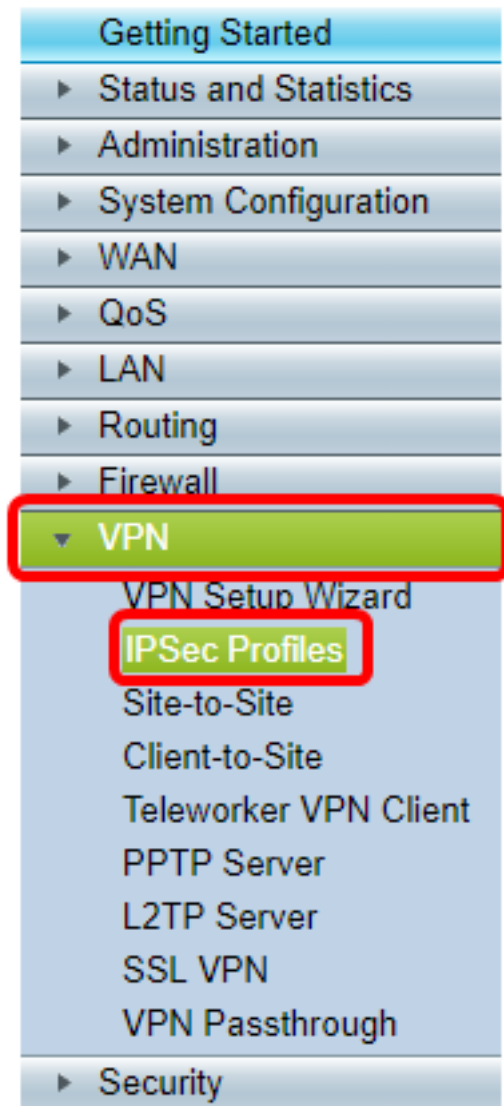 Getting Started
Status and Statistics
Administration
System Configuration
WAN
QoS
LAN
Routing
Firewall
VPN
VPN Setup Wizard
IPSec Profiles
Site-to-Site
Client-to-Site
Teleworker VPN Client
PPTP Server
L2TP Server
SSL VPN
VPN Passthrough
Security